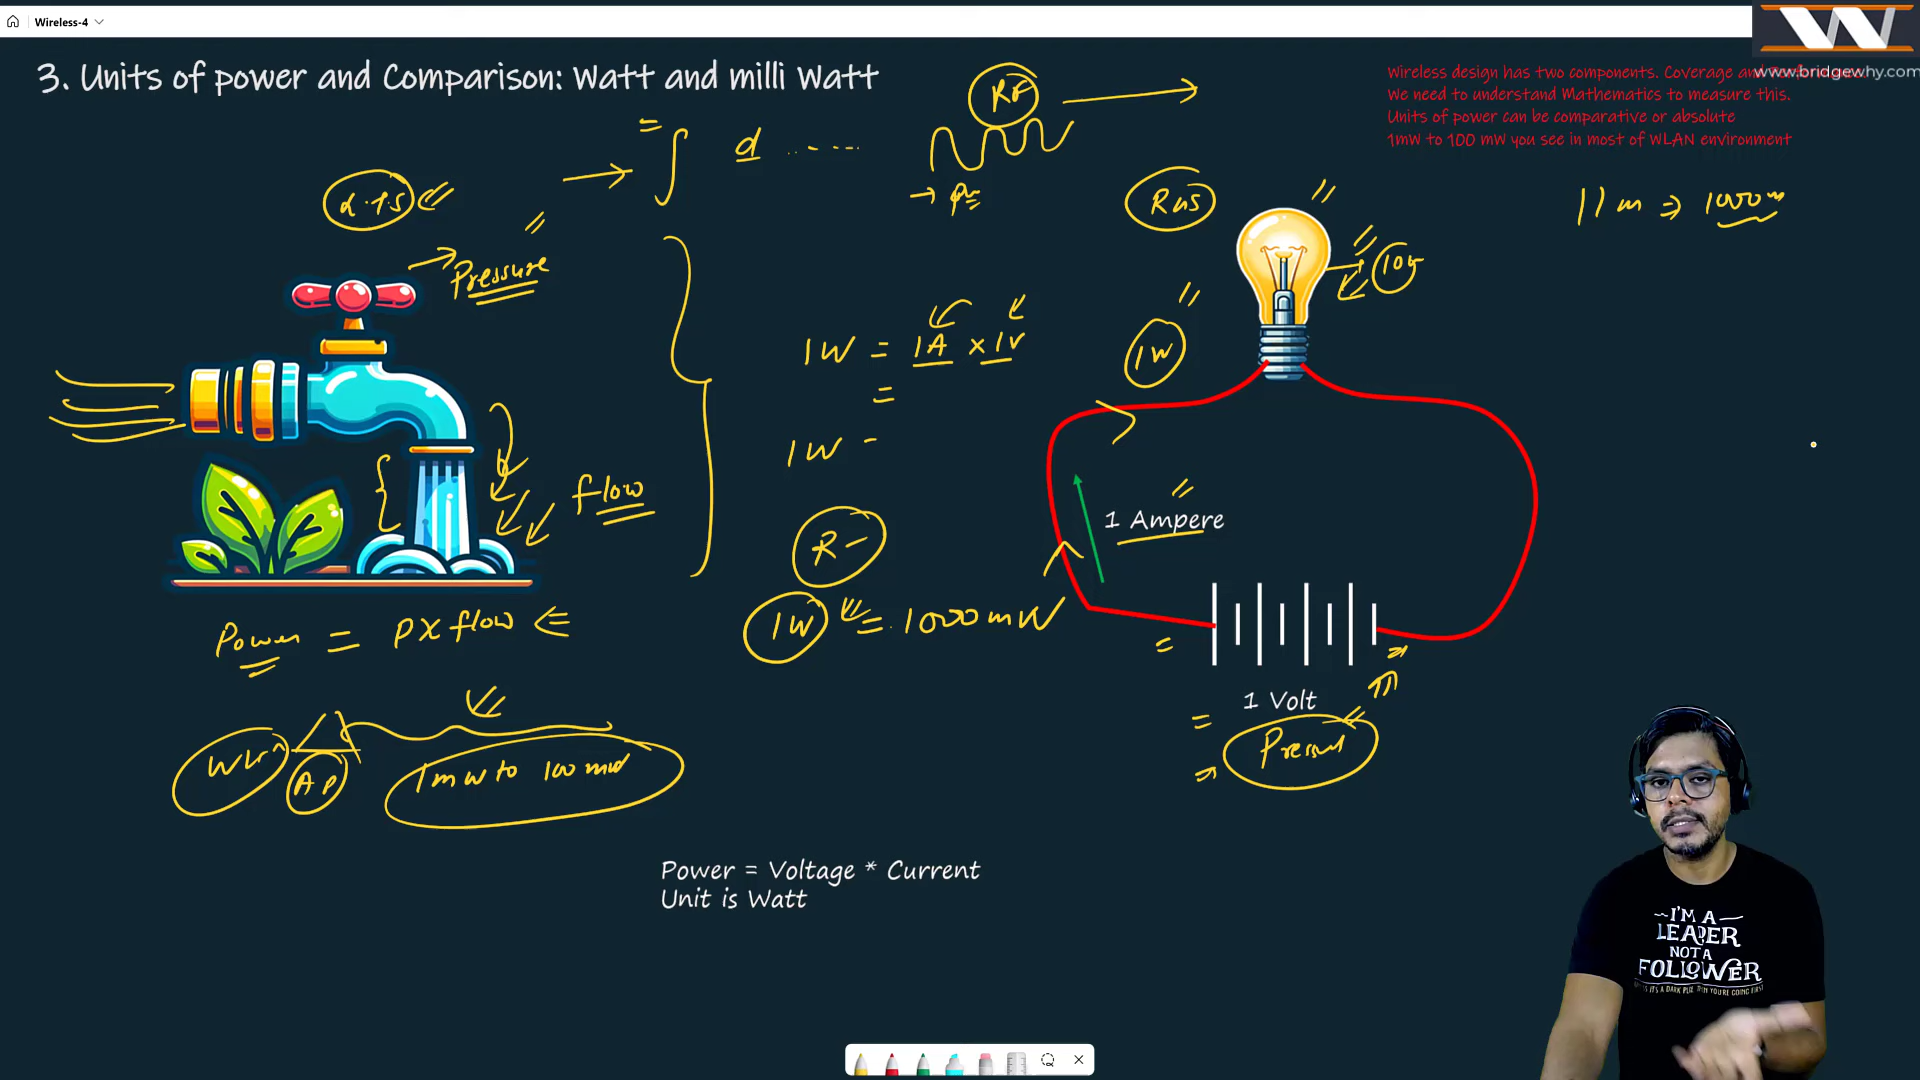 Wireless-4
www.bridgewhy.com
3. Units of power and Comparison: Watt and milli Watt
Wireless design has two components. Coverage and
We need to understand Mathematics to measure this.
Units of power can be comparative or absolute
1mW to 100 mW you see in most of WLAN environment
RF
d
Pressure
1W = 1A × 1V
=
1W =
1W
flow
1 Ampere
R-
1W = 1000mW
Power = P X flow
1 Volt
AP
1mW to 100 mW
Power = Voltage * Current
Unit is Watt
I'M A
LEADER
NOT A
FOLLOWER